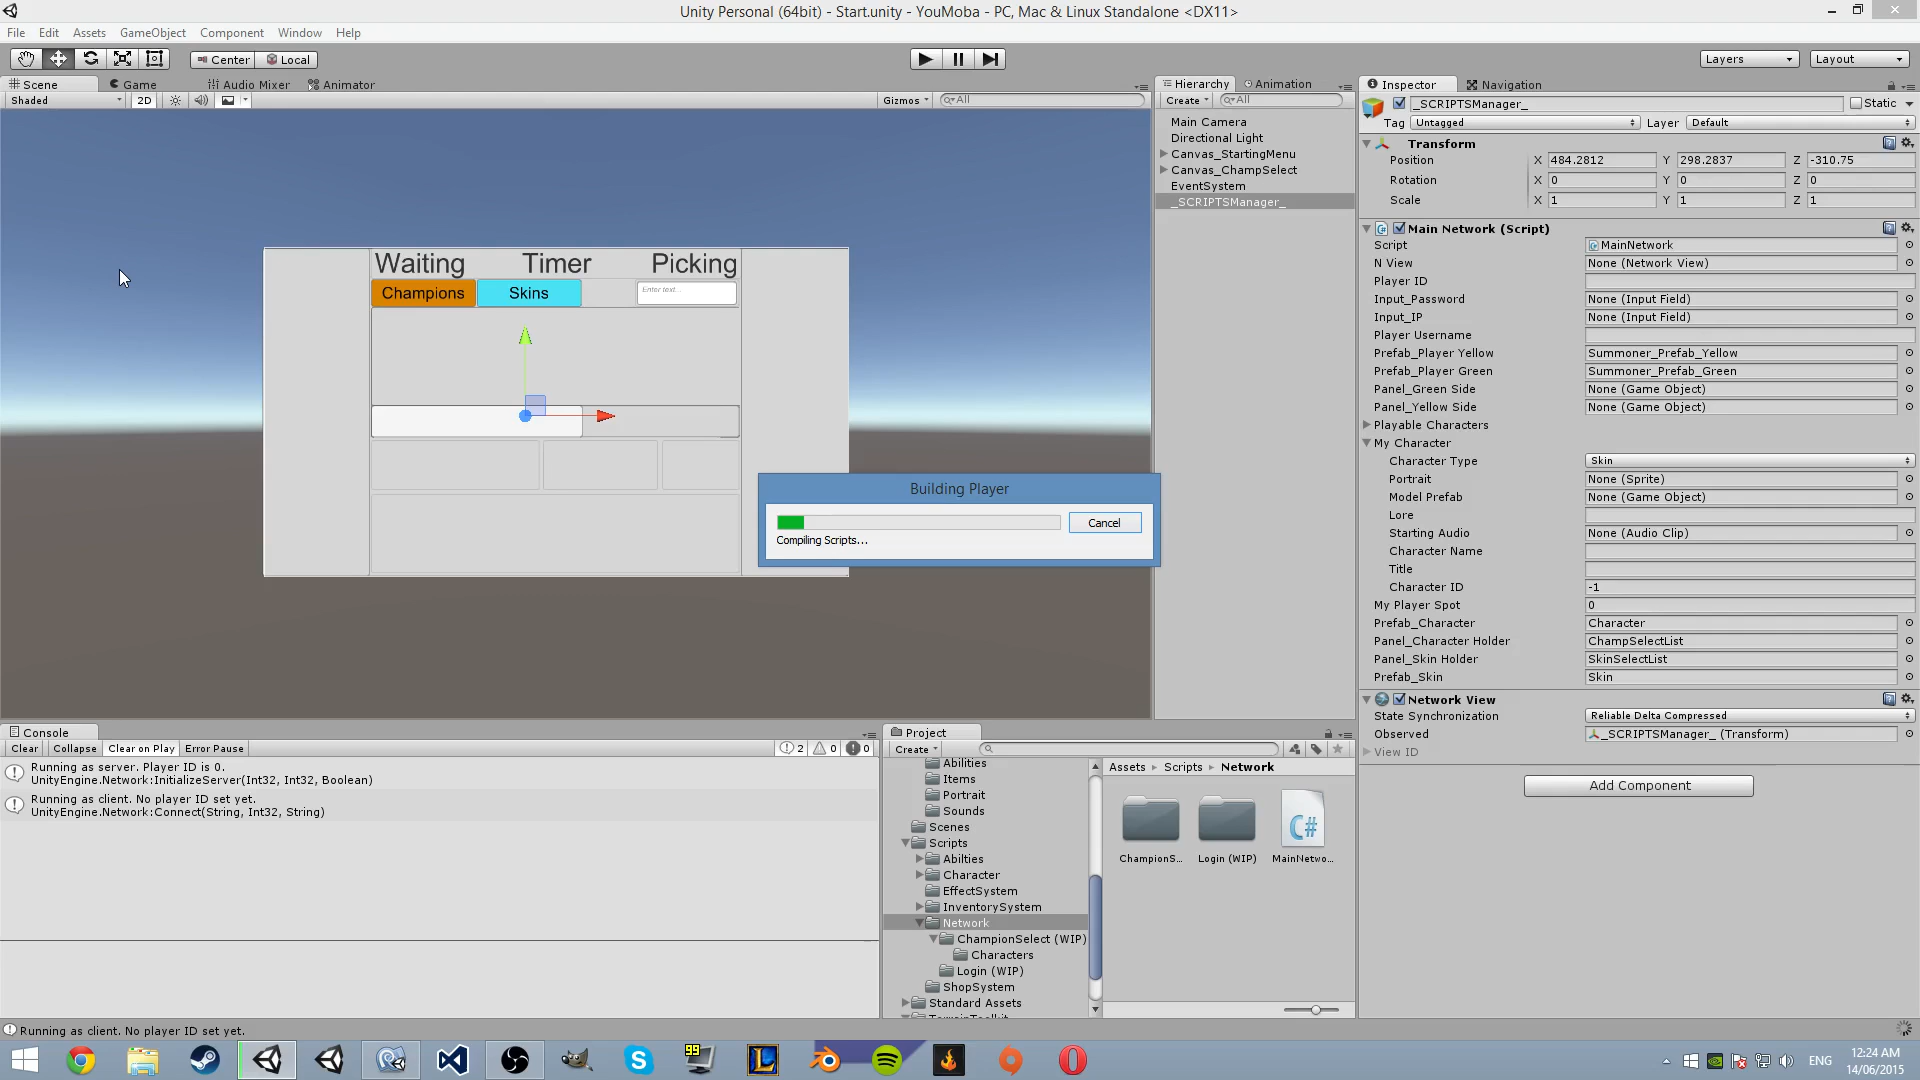 Unity Personal (64bit) - Start.unity - YouMoba - PC, Mac & Linux Standalone <DX11>
File Edit Assets GameObject Component Window Help
Center Local
Layers Layout
Scene Game Audio Mixer Animator
Shaded 2D Gizmos All
Waiting Timer Picking
Champions Skins Enter text...
Building Player
Cancel
Compiling Scripts...
Hierarchy Animation
Create All
Main Camera
Directional Light
Canvas_StartingMenu
Canvas_ChampSelect
EventSystem
_SCRIPTSManager_
Inspector Navigation
_SCRIPTSManager_ Static
Tag Untagged Layer Default
Transform
Position X 484.2812 Y 298.2837 Z -310.75
Rotation X 0 Y 0 Z 0
Scale X 1 Y 1 Z 1
Main Network (Script)
Script MainNetwork
N View None (Network View)
Player ID
Input_Password None (Input Field)
Input_IP None (Input Field)
Player Username
Prefab_Player Yellow Summoner_Prefab_Yellow
Prefab_Player Green Summoner_Prefab_Green
Panel_Green Side None (Game Object)
Panel_Yellow Side None (Game Object)
Playable Characters
My Character
Character Type Skin
Portrait None (Sprite)
Model Prefab None (Game Object)
Lore
Starting Audio None (Audio Clip)
Character Name
Title
Character ID -1
My Player Spot 0
Prefab_Character Character
Panel_Character Holder ChampSelectList
Panel_Skin Holder SkinSelectList
Prefab_Skin Skin
Network View
State Synchronization Reliable Delta Compressed
Observed _SCRIPTSManager_ (Transform)
View ID
Add Component
Console
Clear Collapse Clear on Play Error Pause 2 0 0
Running as server. Player ID is 0.
UnityEngine.Network:InitializeServer(Int32, Int32, Boolean)
Running as client. No player ID set yet.
UnityEngine.Network:Connect(String, Int32, String)
Project
Create
Abilities
Items
Portrait
Sounds
Scenes
Scripts
Abilties
Character
EffectSystem
InventorySystem
Network
ChampionSelect (WIP)
Characters
Login (WIP)
ShopSystem
Standard Assets
Assets Scripts Network
C#
ChampionS... Login (WIP) MainNetwo...
Running as client. No player ID set yet.
99
L
ENG
12:24 AM
14/06/2015